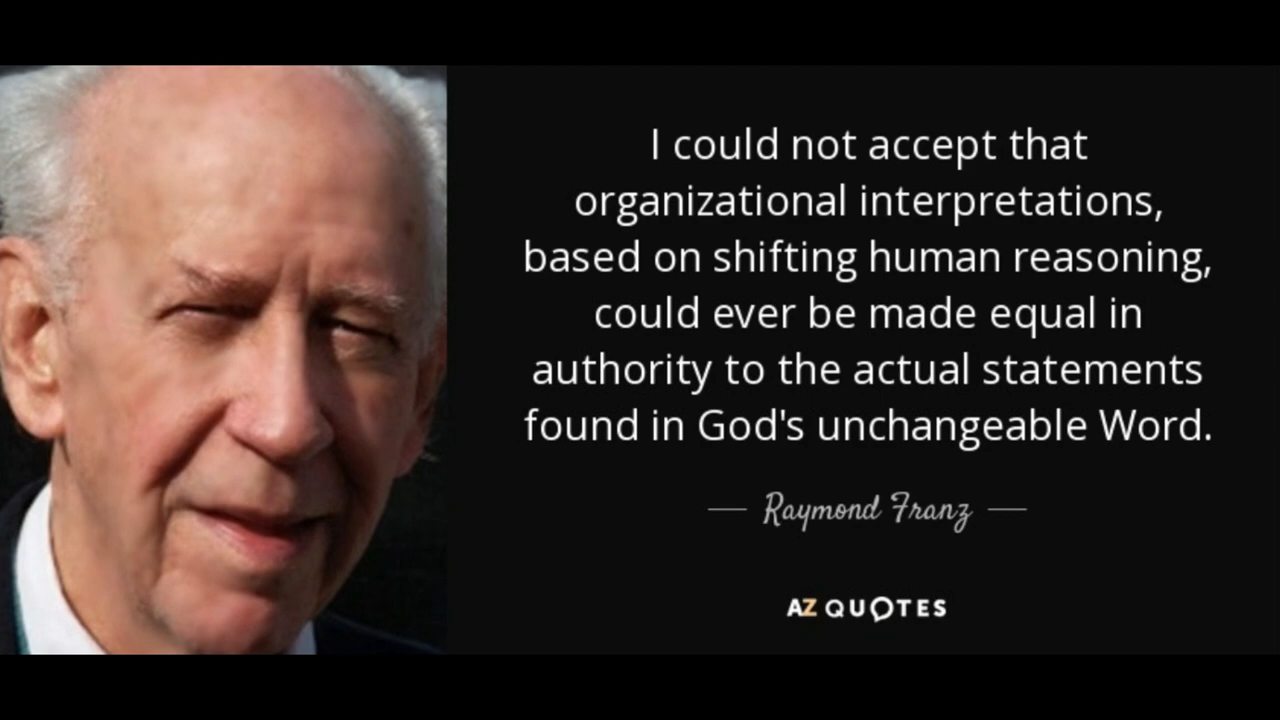 I could not accept that
organizational interpretations,
based on shifting human reasoning,
could ever be made equal in
authority to the actual statements
found in God's unchangeable Word.
Raymond Franz
AZ QUOTES